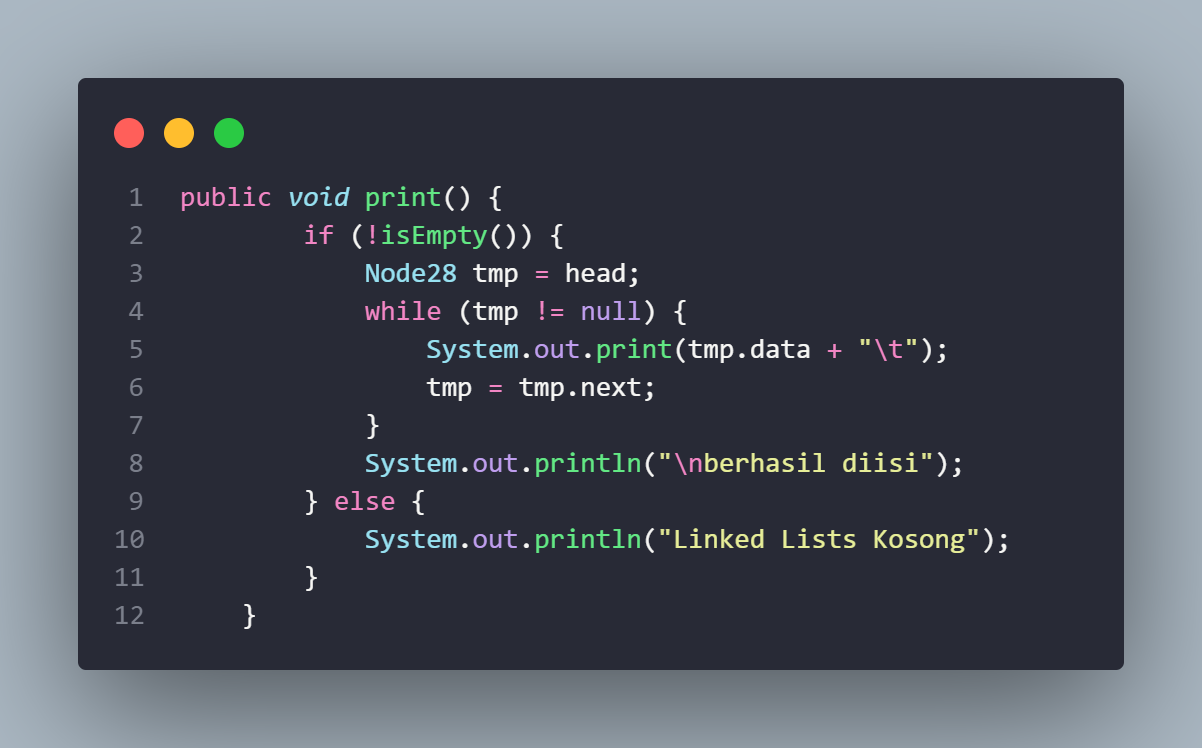 1 public void print() {
2 if (!isEmpty()) {
3 Node28 tmp = head;
4 while (tmp != null) {
5 System.out.print(tmp.data + "\t");
6 tmp = tmp.next;
7 }
8 System.out.println("\nberhasil diisi");
9 } else {
10 System.out.println("Linked Lists Kosong");
11 }
12 }